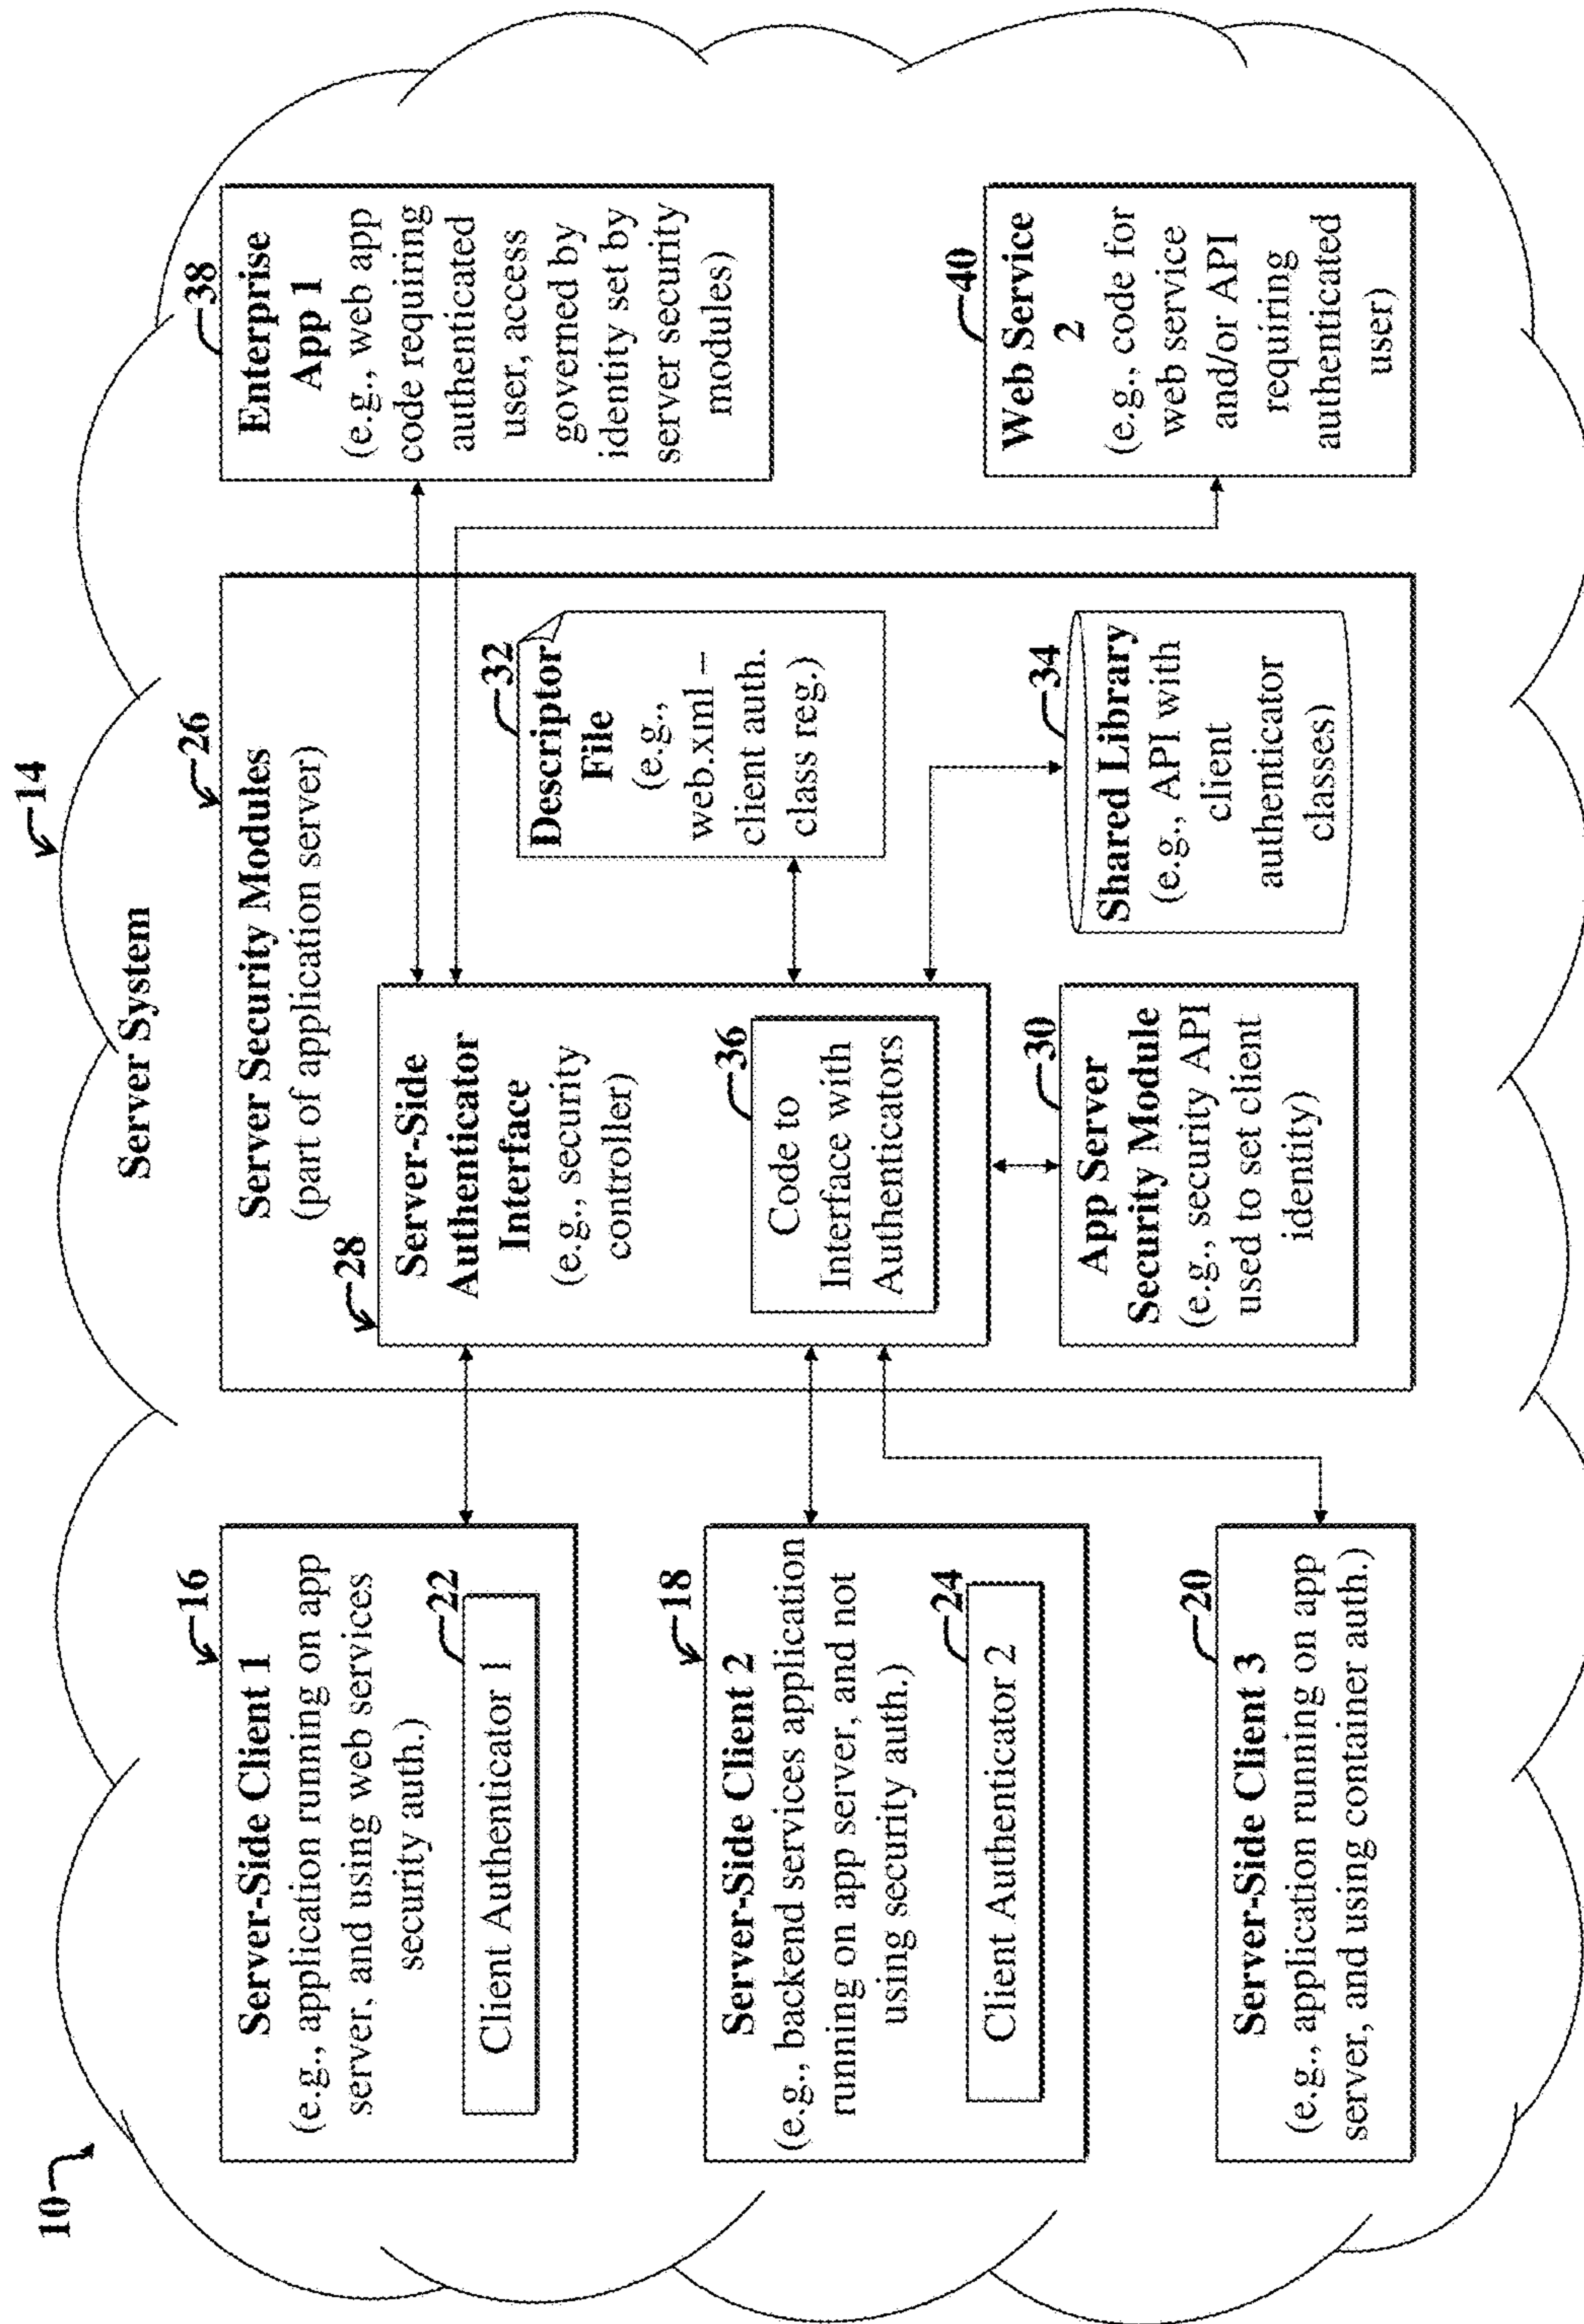 10
14
Server System
16
Server-Side Client 1
(e.g., application running on app
server, and using web services
security auth.)
22
Client Authenticator 1
18
Server-Side Client 2
(e.g., backend services application
running on app server, and not
using security auth.)
24
Client Authenticator 2
20
Server-Side Client 3
(e.g., application running on app
server, and using container auth.)
26
Server Security Modules
(part of application server)
28
Server-Side
Authenticator
Interface
(e.g., security
controller)
36
Code to
Interface with
Authenticators
32
Descriptor
File
(e.g.,
web.xml –
client auth.
class reg.)
30
App Server
Security Module
(e.g., security API
used to set client
identity)
34
Shared Library
(e.g., API with
client
authenticator
classes)
38
Enterprise
App 1
(e.g., web app
code requiring
authenticated
user, access
governed by
identity set by
server security
modules)
40
Web Service
2
(e.g., code for
web service
and/or API
requiring
authenticated
user)